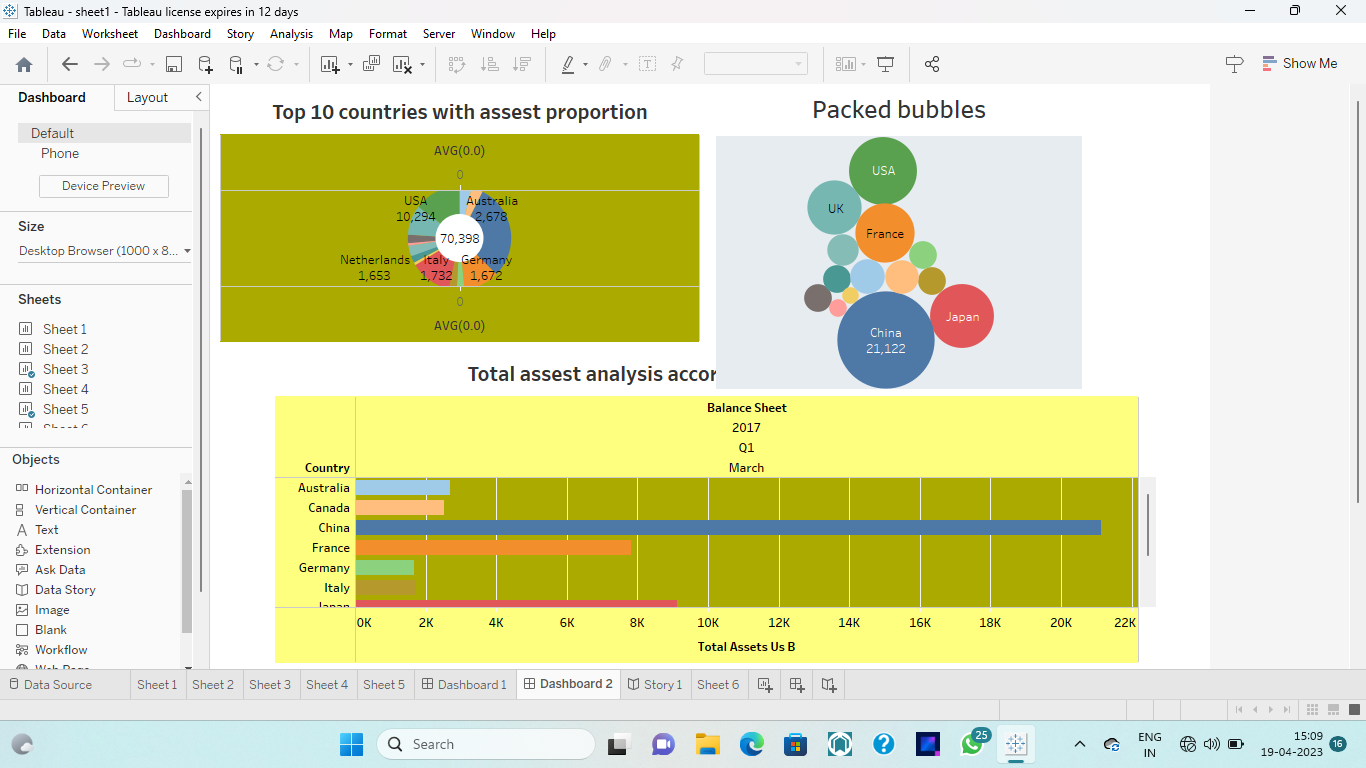 Tableau - sheet1 - Tableau license expires in 12 days
File Data Worksheet Dashboard Story Analysis Map Format Server Window Help
Show Me
Dashboard Layout
Default
Phone
Device Preview
Size
Desktop Browser (1000 x 8...
Sheets
Sheet 1
Sheet 2
Sheet 3
Sheet 4
Sheet 5
Objects
Horizontal Container
Vertical Container
Text
Extension
Ask Data
Data Story
Image
Blank
Workflow
Top 10 countries with assest proportion
AVG(0.0)
0
USA
10,294
Australia
2,678
70,398
Netherlands
1,653
Italy
1,732
Germany
1,672
0
AVG(0.0)
Packed bubbles
USA
UK
France
Japan
China
21,122
Total assest analysis accor
Balance Sheet
2017
Q1
March
Country
Australia
Canada
China
France
Germany
Italy
Japan
0K 2K 4K 6K 8K 10K 12K 14K 16K 18K 20K 22K
Total Assets Us B
Data Source Sheet 1 Sheet 2 Sheet 3 Sheet 4 Sheet 5 Dashboard 1 Dashboard 2 Story 1 Sheet 6
Search
25
ENG
IN
15:09
19-04-2023
16